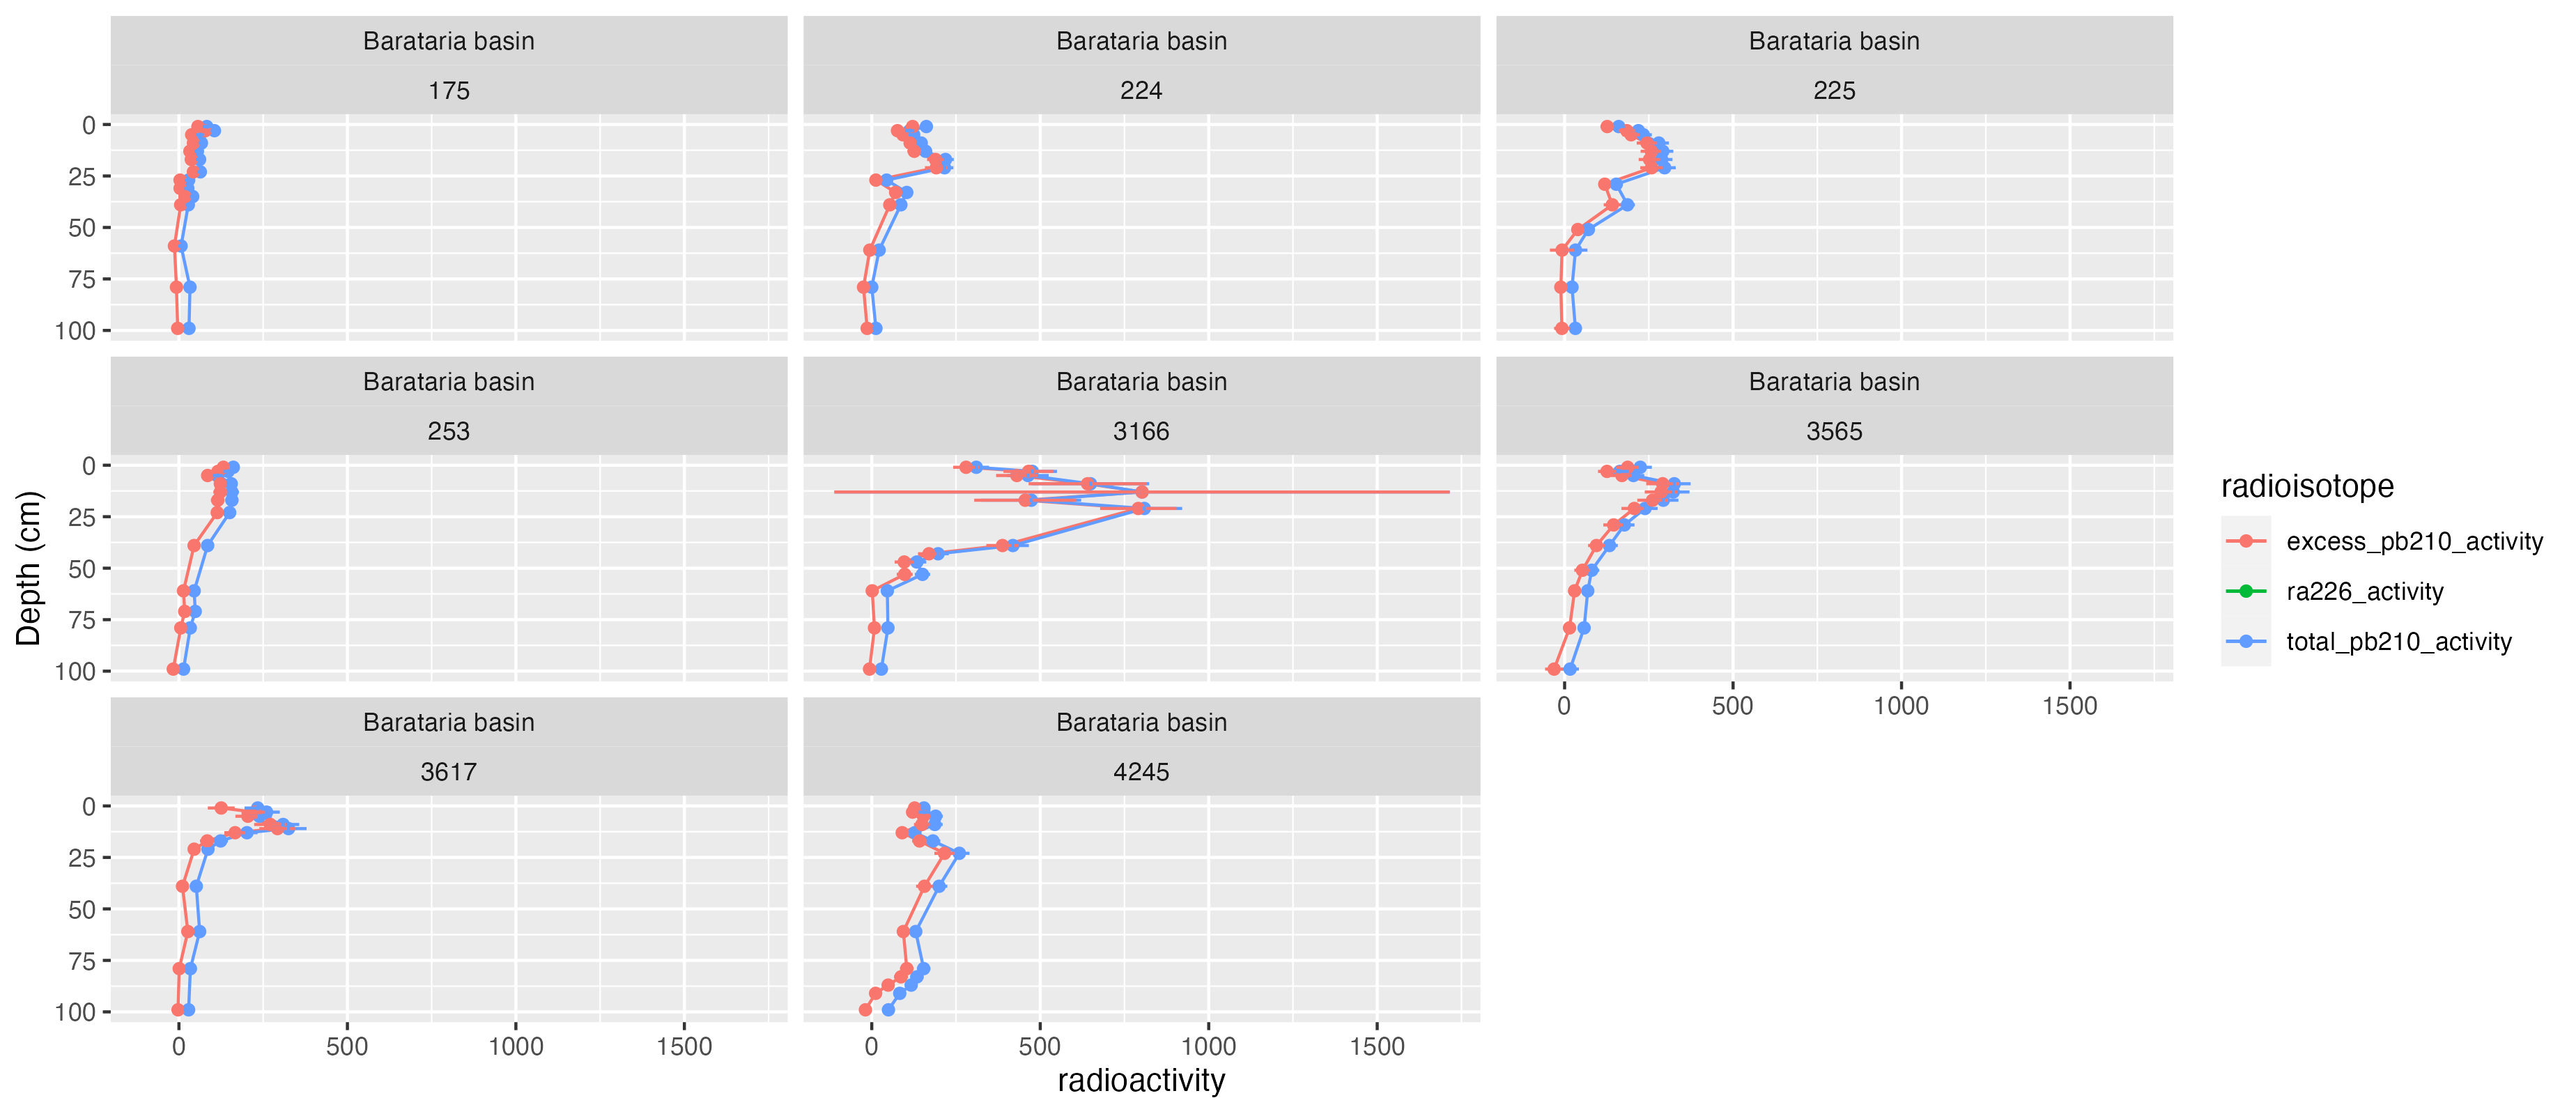 Barataria basin
175
Barataria basin
224
Barataria basin
225
0
25
50
75
100
Barataria basin
253
Barataria basin
3166
Barataria basin
3565
0
25
50
75
100
0 500 1000 1500
Barataria basin
3617
Barataria basin
4245
0
25
50
75
100
0 500 1000 1500
0 500 1000 1500
radioactivity
Depth (cm)
radioisotope
excess_pb210_activity
ra226_activity
total_pb210_activity